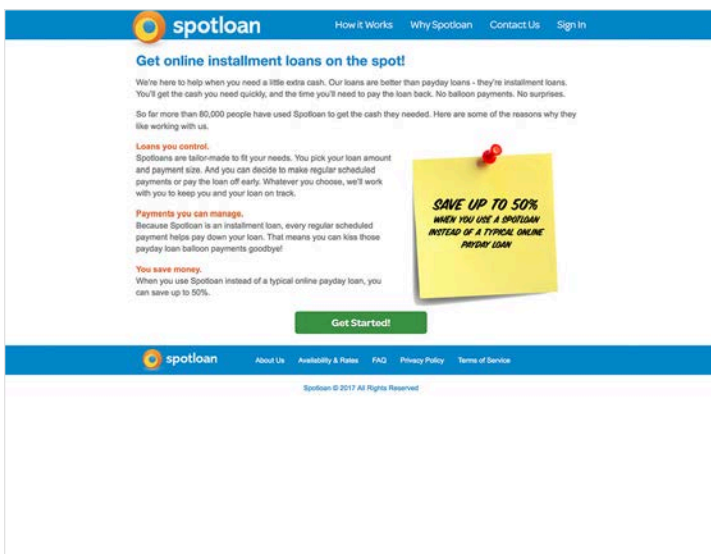 spotloan
How it Works Why Spotloan Contact Us Sign In
Get online installment loans on the spot!
We're here to help when you need a little extra cash. Our loans are better than payday loans - they're installment loans.
You'll get the cash you need quickly, and the time you'll need to pay the loan back. No balloon payments. No surprises.
So far more than 80,000 people have used Spotloan to get the cash they needed. Here are some of the reasons why they
like working with us.
Loans you control.
Spotloans are tailor-made to fit your needs. You pick your loan amount
and payment size. And you can decide to make regular scheduled
payments or pay the loan off early. Whatever you choose, we'll work
with you to keep you and your loan on track.
Payments you can manage.
Because Spotloan is an installment loan, every regular scheduled
payment helps pay down your loan. That means you can kiss those
payday loan balloon payments goodbye!
You save money.
When you use Spotloan instead of a typical online payday loan, you
can save up to 50%.
SAVE UP TO 50%
WHEN YOU USE A SPOTLOAN
INSTEAD OF A TYPICAL ONLINE
PAYDAY LOAN
Get Started!
spotloan
About Us Availability & Rates FAQ Privacy Policy Terms of Service
Spotloan © 2017 All Rights Reserved